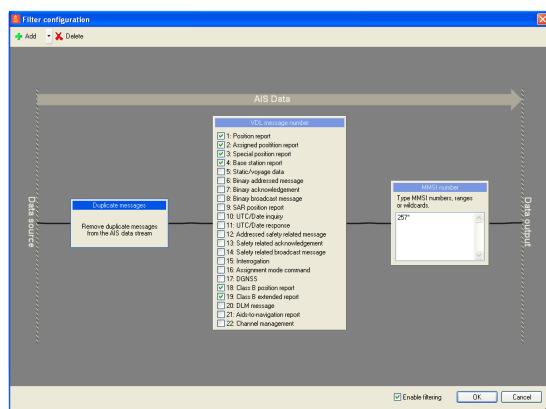 Filter configuration
Add
Delete
AIS Data
Data source
Duplicate messages
Remove duplicate messages
from the AIS data stream
VDL message number
1: Position report
2: Assigned position report
3: Special position report
4: Base station report
5: Static/voyage data
6: Binary addressed message
7: Binary acknowledgement
8: Binary broadcast message
9: SAR position report
10: UTC/Date inquiry
11: UTC/Date response
12: Addressed safety related message
13: Safety related acknowledgement
14: Safety related broadcast message
15: Interrogation
16: Assignment mode command
17: DGNSS
18: Class B position report
19: Class B extended report
20: DLM message
21: Aids-to-navigation report
22: Channel management
MMSI number
Type MMSI numbers, ranges
or wildcards.
257*
Data output
Enable filtering
OK
Cancel